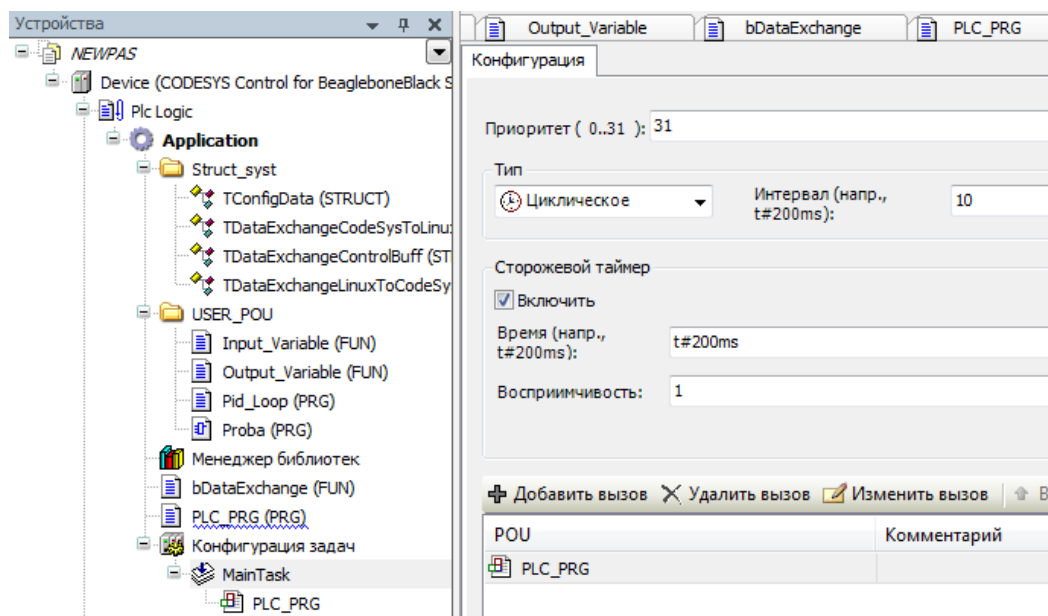 Устройства
NEWPAS
Device (CODESYS Control for BeagleboneBlack S
Plc Logic
Application
Struct_syst
TConfigData (STRUCT)
TDataExchangeCodeSysToLinu
TDataExchangeControlBuff (ST
TDataExchangeLinuxToCodeSy
USER_POU
Input_Variable (FUN)
Output_Variable (FUN)
Pid_Loop (PRG)
Proba (PRG)
Менеджер библиотек
bDataExchange (FUN)
PLC_PRG (PRG)
Конфигурация задач
MainTask
PLC_PRG
Output_Variable bDataExchange PLC_PRG
Конфигурация
Приоритет ( 0..31 ): 31
Тип
Циклическое Интервал (напр., t#200ms): 10
Сторожевой таймер
Включить
Время (напр., t#200ms): t#200ms
Восприимчивость: 1
Добавить вызов Удалить вызов Изменить вызов В
POU Комментарий
PLC_PRG